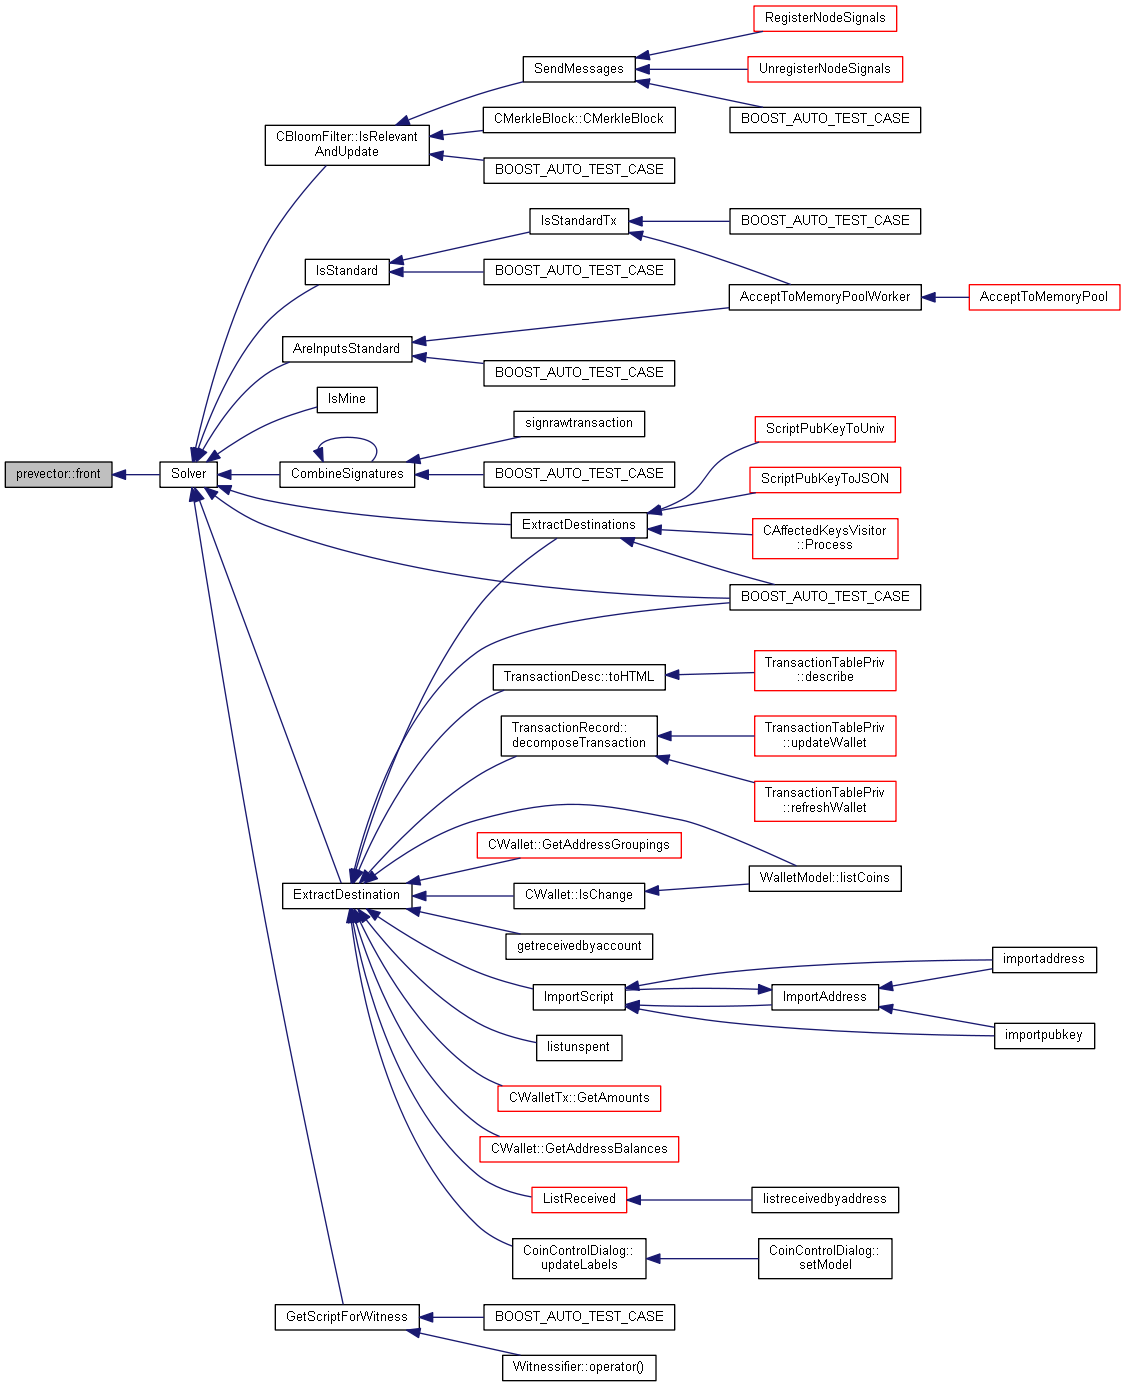 RegisterNodeSignals
SendMessages
UnregisterNodeSignals
CMerkleBlock::CMerkleBlock
BOOST_AUTO_TEST_CASE
CBloomFilter::IsRelevant
AndUpdate
BOOST_AUTO_TEST_CASE
IsStandardTx
BOOST_AUTO_TEST_CASE
IsStandard
BOOST_AUTO_TEST_CASE
AcceptToMemoryPoolWorker
AcceptToMemoryPool
AreInputsStandard
BOOST_AUTO_TEST_CASE
IsMine
signrawtransaction
ScriptPubKeyToUniv
prevector::front
Solver
CombineSignatures
BOOST_AUTO_TEST_CASE
ScriptPubKeyToJSON
ExtractDestinations
CAffectedKeysVisitor
::Process
BOOST_AUTO_TEST_CASE
TransactionDesc::toHTML
TransactionTablePriv
::describe
TransactionRecord::
decomposeTransaction
TransactionTablePriv
::updateWallet
TransactionTablePriv
::refreshWallet
CWallet::GetAddressGroupings
WalletModel::listCoins
ExtractDestination
CWallet::IsChange
getreceivedbyaccount
importaddress
ImportScript
ImportAddress
importpubkey
listunspent
CWalletTx::GetAmounts
CWallet::GetAddressBalances
ListReceived
listreceivedbyaddress
CoinControlDialog::
updateLabels
CoinControlDialog::
setModel
GetScriptForWitness
BOOST_AUTO_TEST_CASE
Witnessifier::operator()